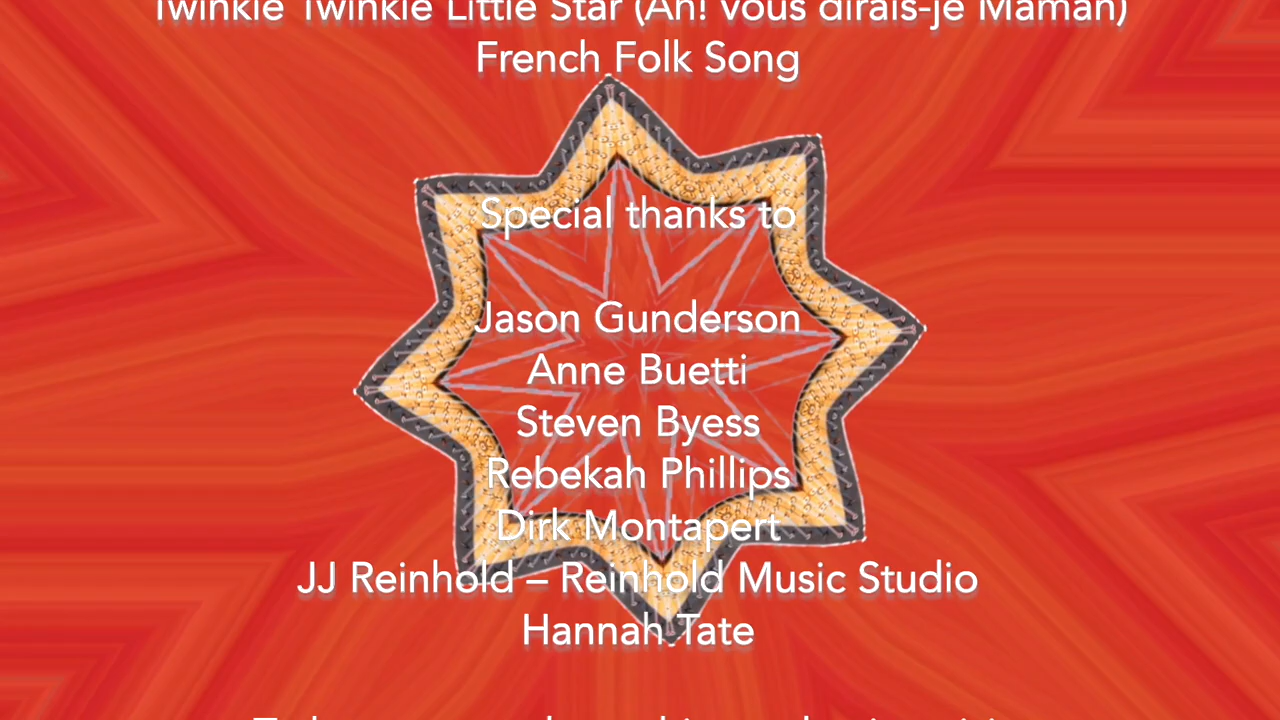 Twinkle Twinkle Little Star (Ah! vous dirais-je Maman)
French Folk Song
Special thanks to
Jason Gunderson
Anne Buetti
Steven Byess
Rebekah Phillips
Dirk Montapert
JJ Reinhold – Reinhold Music Studio
Hannah Tate